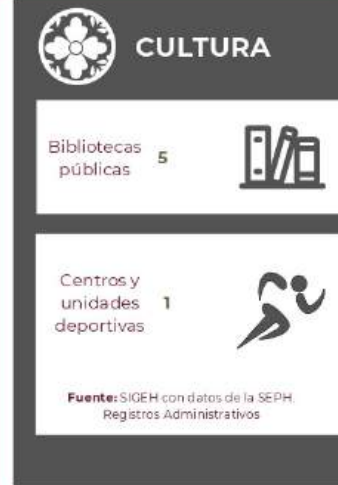 CULTURA
Bibliotecas
públicas
5
Centros y
unidades
deportivas
1
Fuente: SIGEH con datos de la SEPH.
Registros Administrativos